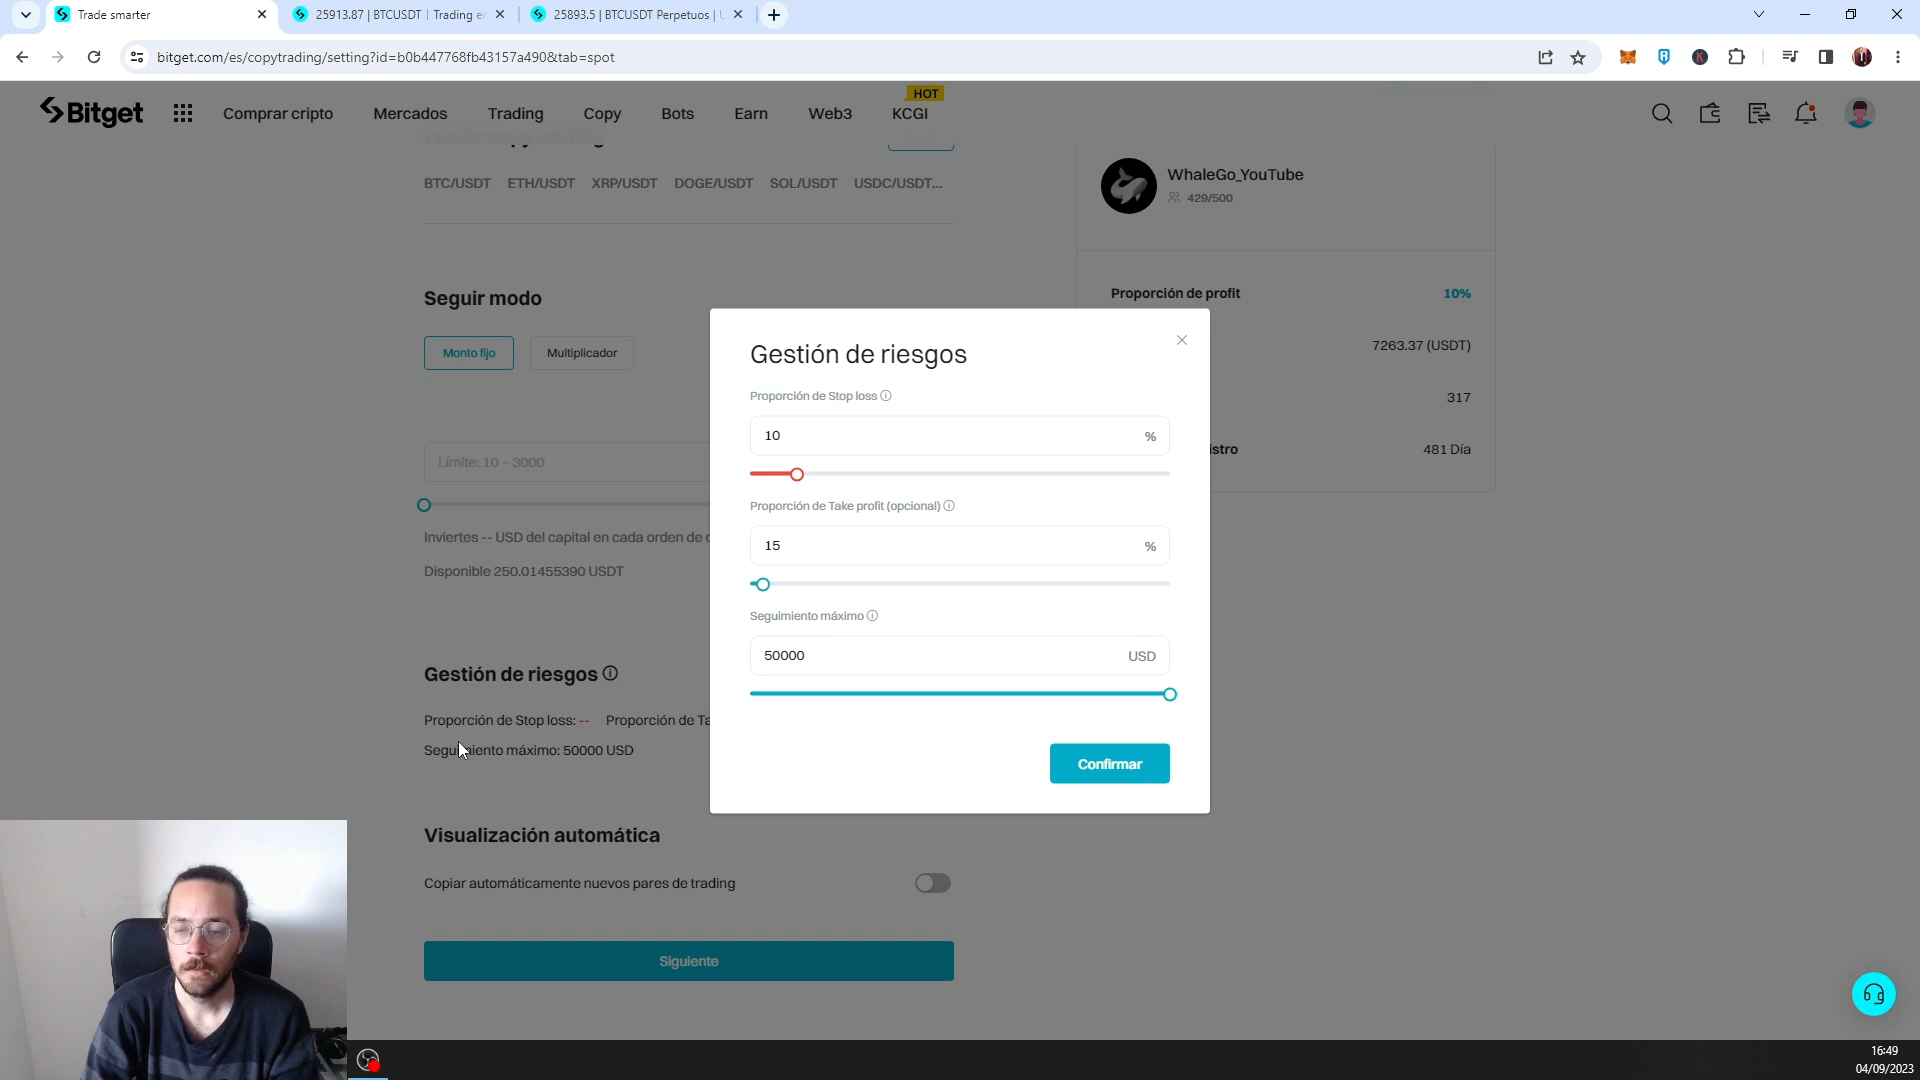 Trade smarter
25913.87 | BTCUSDT | Trading e
25893.5 | BTCUSDT Perpetuos |
bitget.com/es/copytrading/setting?id=b0b447768fb43157a490&tab=spot
Bitget
Comprar cripto
Mercados
Trading
Copy
Bots
Earn
Web3
KCGI
HOT
BTC/USDT ETH/USDT XRP/USDT DOGE/USDT SOL/USDT USDC/USDT...
Seguir modo
Monto fijo
Multiplicador
Límite: 10 ~ 3000
Inviertes -- USD del capital en cada orden de
Disponible 250.01455390 USDT
Gestión de riesgos
Proporción de Stop loss: -- Proporción de Ta
Seguimiento máximo: 50000 USD
Visualización automática
Copiar automáticamente nuevos pares de trading
Siguiente
Gestión de riesgos
Proporción de Stop loss
10 %
Proporción de Take profit (opcional)
15 %
Seguimiento máximo
50000 USD
Confirmar
WhaleGo_YouTube
429/500
Proporción de profit 10%
7263.37 (USDT)
317
istro 481 Día
16:49
04/09/2023